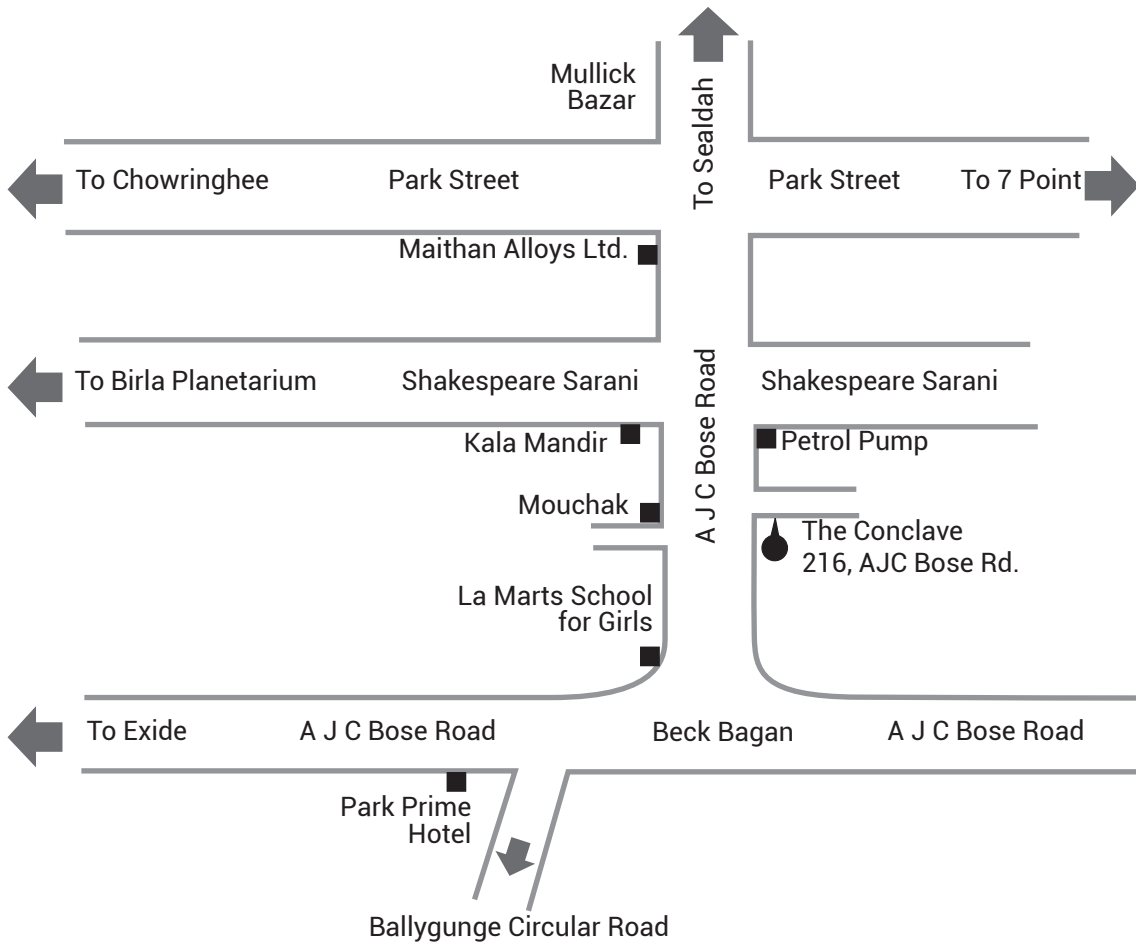 Mullick
Bazar
To Sealdah
To Chowringhee
Park Street
Park Street
To 7 Point
Maithan Alloys Ltd.
To Birla Planetarium
Shakespeare Sarani
A J C Bose Road
Shakespeare Sarani
Kala Mandir
Petrol Pump
Mouchak
The Conclave
216, AJC Bose Rd.
La Marts School
for Girls
To Exide
A J C Bose Road
Beck Bagan
A J C Bose Road
Park Prime
Hotel
Ballygunge Circular Road